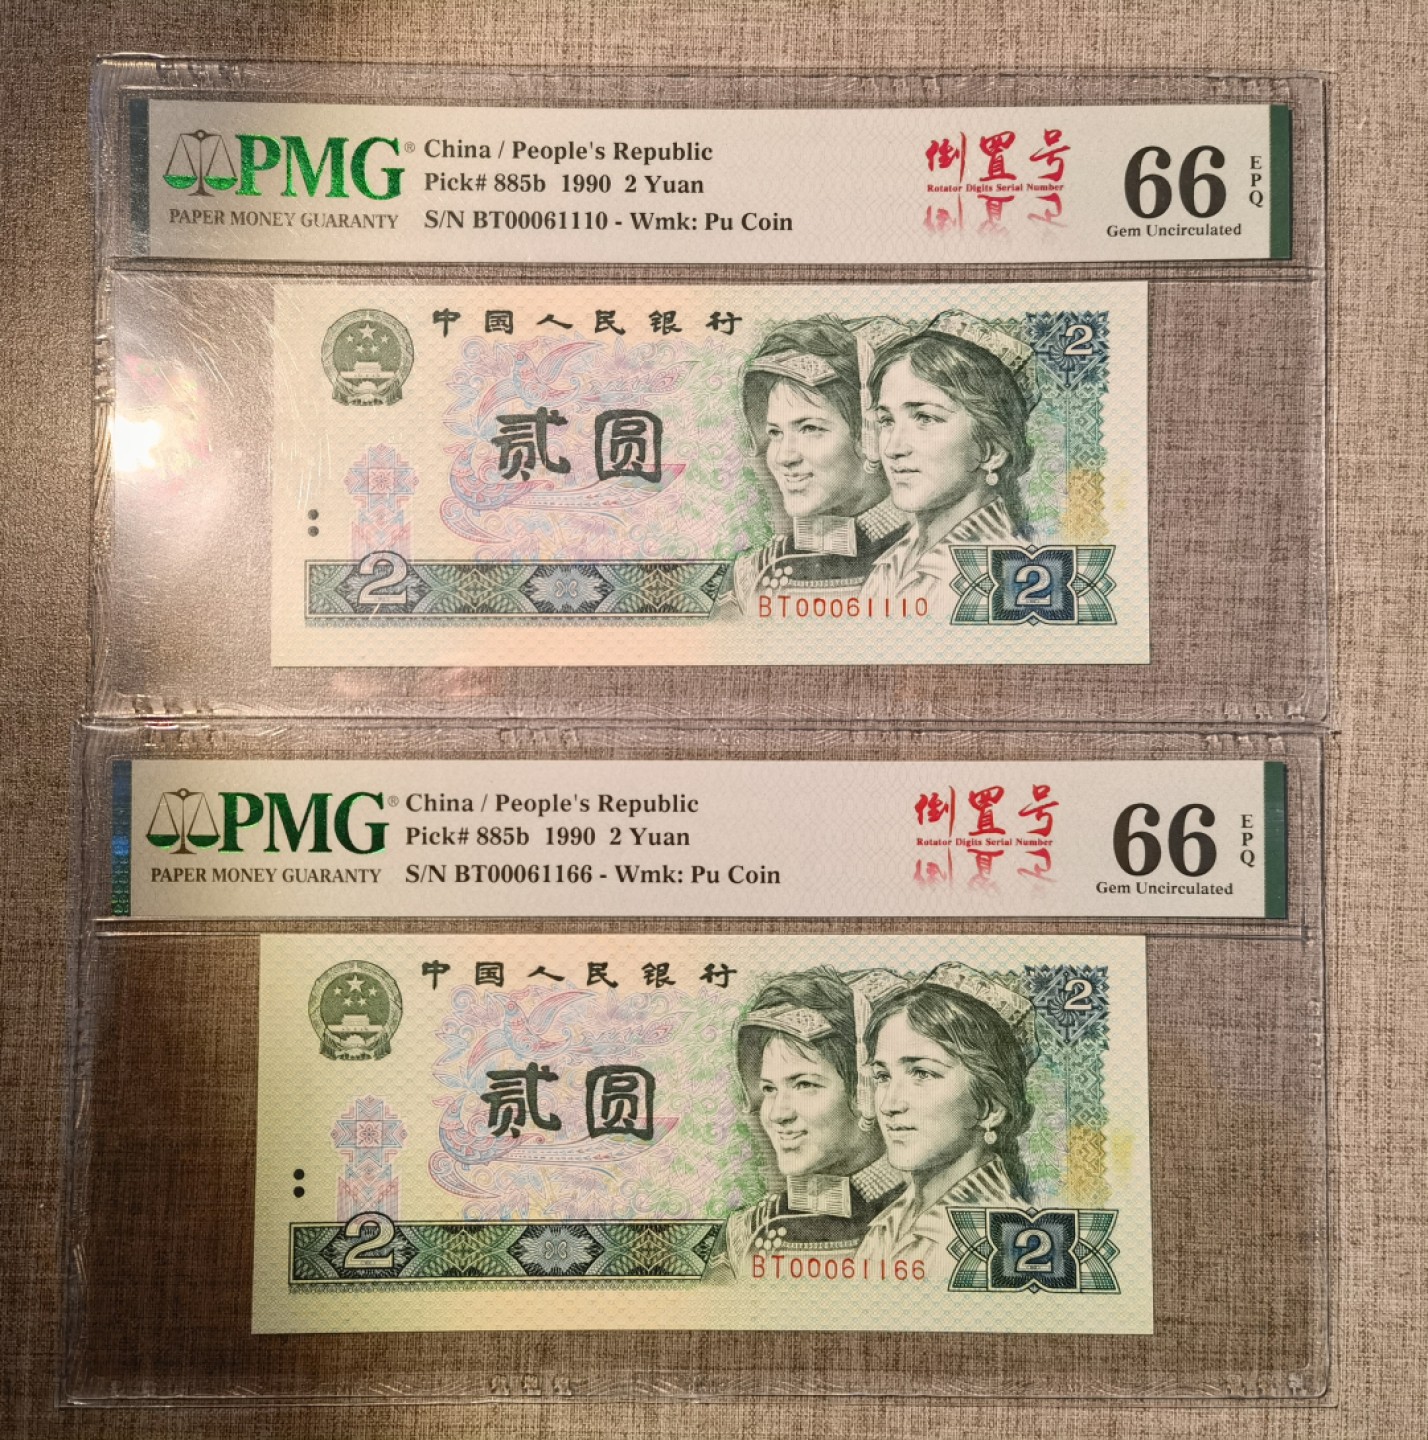 PMG®
PAPER MONEY GUARANTY
China / People's Republic
Pick# 885b 1990 2 Yuan
S/N BT00061110 - Wmk: Pu Coin
倒置号
Rotator Digits Serial Number
66
EPQ
Gem Uncirculated
中国人民银行
2
贰圆
2
BT00061110
2
PMG®
PAPER MONEY GUARANTY
China / People's Republic
Pick# 885b 1990 2 Yuan
S/N BT00061166 - Wmk: Pu Coin
倒置号
Rotator Digits Serial Number
66
EPQ
Gem Uncirculated
中国人民银行
2
贰圆
2
BT00061166
2